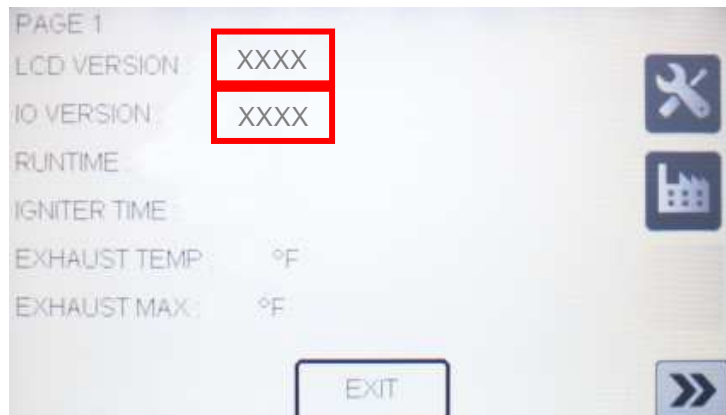 PAGE 1
LCD VERSION : XXXX
IO VERSION : XXXX
RUNTIME :
IGNITER TIME :
EXHAUST TEMP : °F
EXHAUST MAX : °F
EXIT